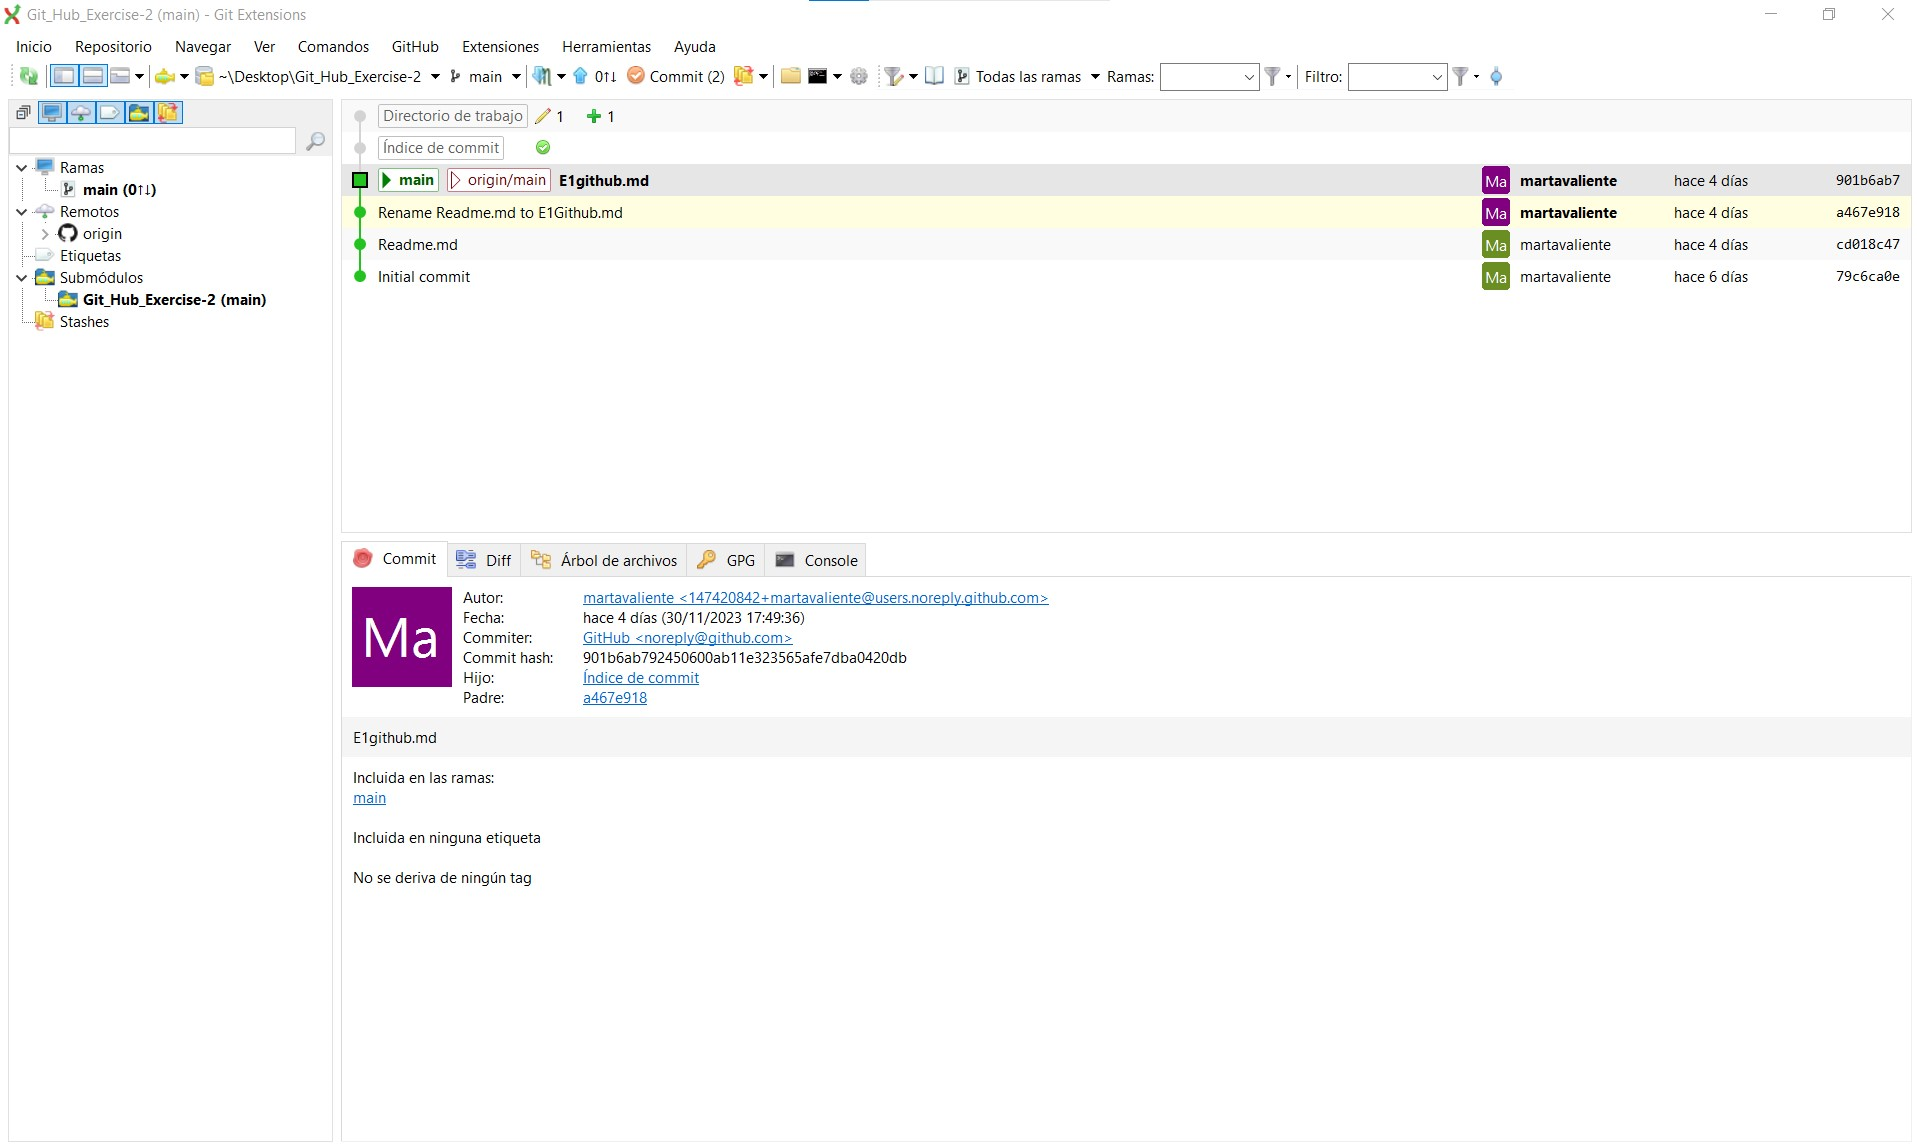 Git_Hub_Exercise-2 (main) - Git Extensions
Inicio Repositorio Navegar Ver Comandos GitHub Extensiones Herramientas Ayuda
~\Desktop\Git_Hub_Exercise-2 main 0↑↓ Commit (2) Todas las ramas Ramas: Filtro:
Directorio de trabajo 1 1
Índice de commit
main origin/main E1github.md martavaliente hace 4 días 901b6ab7
Rename Readme.md to E1Github.md martavaliente hace 4 días a467e918
Readme.md martavaliente hace 4 días cd018c47
Initial commit martavaliente hace 6 días 79c6ca0e
Ma
Ma
Ma
Ma
Ramas
main (0↑↓)
Remotos
origin
Etiquetas
Submódulos
Git_Hub_Exercise-2 (main)
Stashes
Commit Diff Árbol de archivos GPG Console
Ma
Autor: martavaliente <147420842+martavaliente@users.noreply.github.com>
Fecha: hace 4 días (30/11/2023 17:49:36)
Commiter: GitHub <noreply@github.com>
Commit hash: 901b6ab792450600ab11e323565afe7dba0420db
Hijo: Índice de commit
Padre: a467e918
E1github.md
Incluida en las ramas:
main
Incluida en ninguna etiqueta
No se deriva de ningún tag